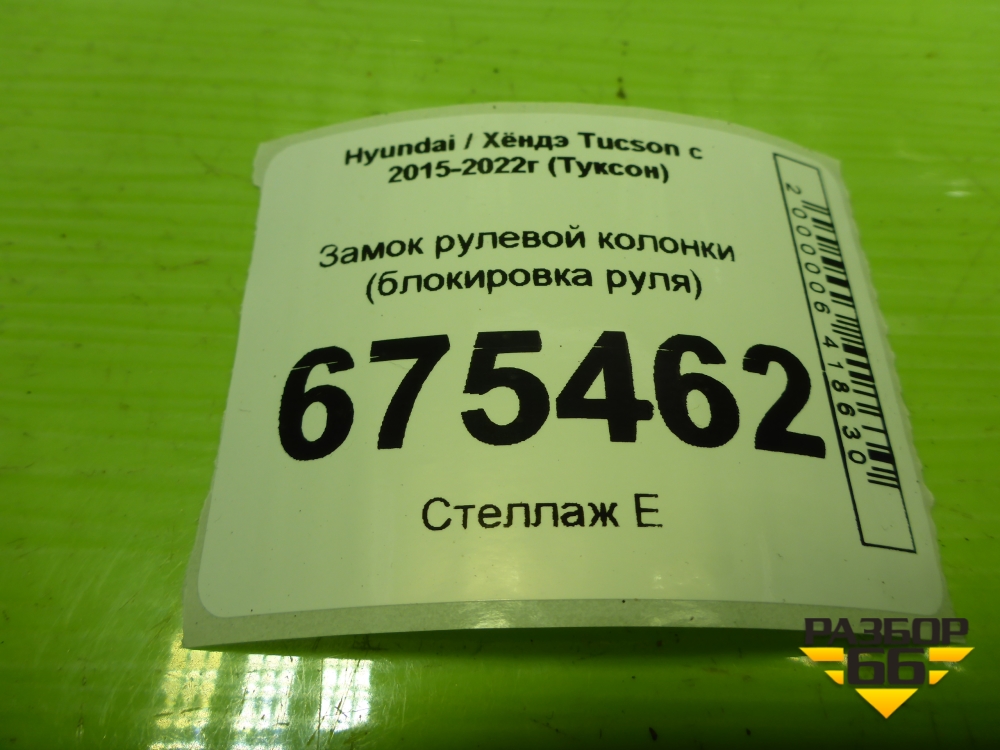 Hyundai / Хёндэ Tucson с
2015-2022г (Туксон)
Замок рулевой колонки
(блокировка руля)
675462
Стеллаж Е
2000006418630
РАЗБОР
66